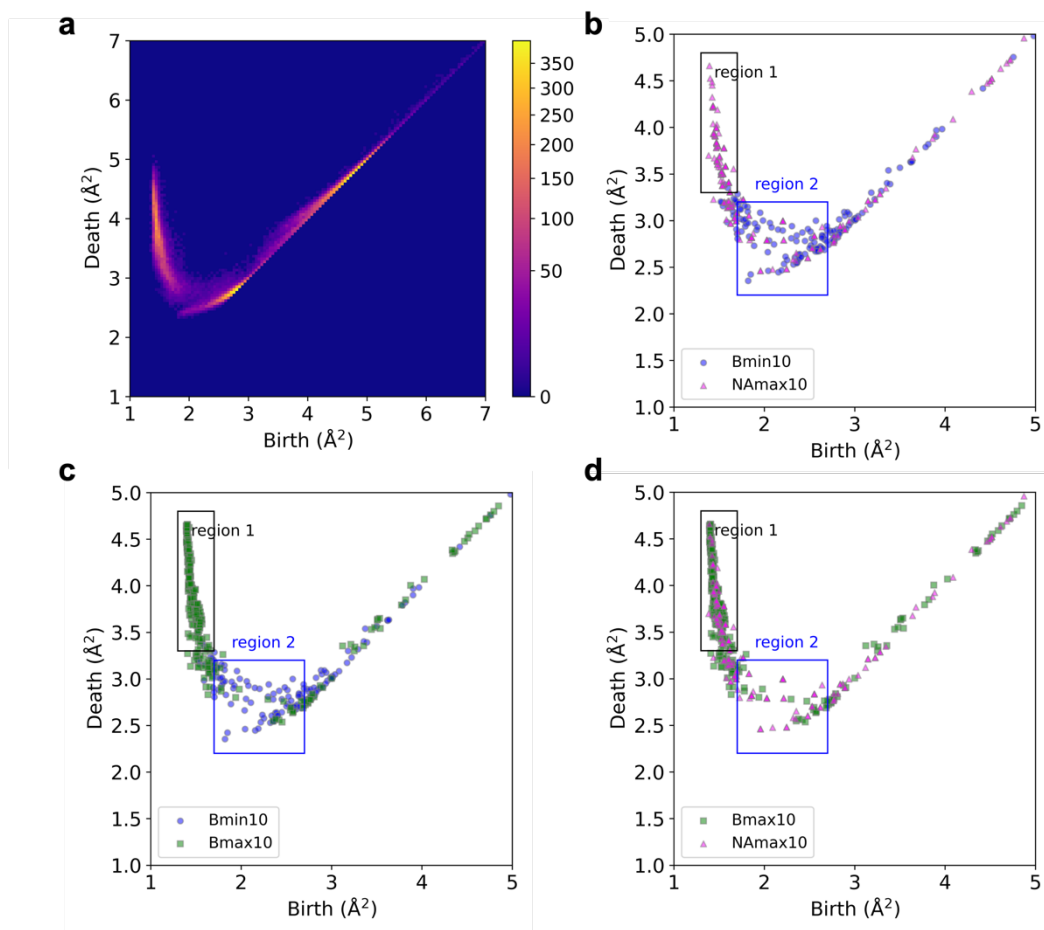 a
7
6
5
4
3
2
1
Death (Å²)
1 2 3 4 5 6 7
Birth (Å²)
350
300
250
200
150
100
50
0
b
5.0
4.5
4.0
3.5
3.0
2.5
2.0
1.5
1.0
Death (Å²)
region 1
region 2
Bmin10
NAmax10
1 2 3 4 5
Birth (Å²)
c
5.0
4.5
4.0
3.5
3.0
2.5
2.0
1.5
1.0
Death (Å²)
region 1
region 2
Bmin10
Bmax10
1 2 3 4 5
Birth (Å²)
d
5.0
4.5
4.0
3.5
3.0
2.5
2.0
1.5
1.0
Death (Å²)
region 1
region 2
Bmax10
NAmax10
1 2 3 4 5
Birth (Å²)